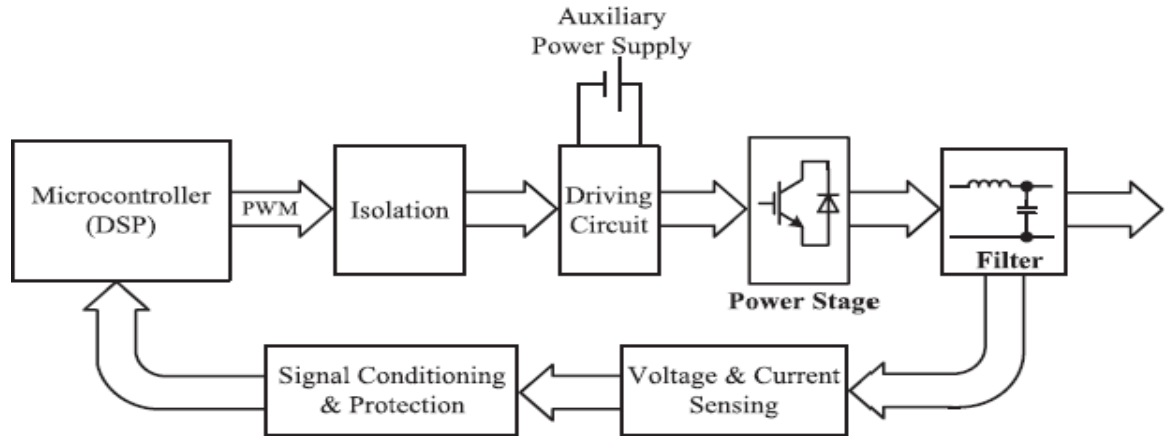 Auxiliary
Power Supply
Microcontroller
(DSP)
PWM
Isolation
Driving
Circuit
Power Stage
Filter
Signal Conditioning
& Protection
Voltage & Current
Sensing